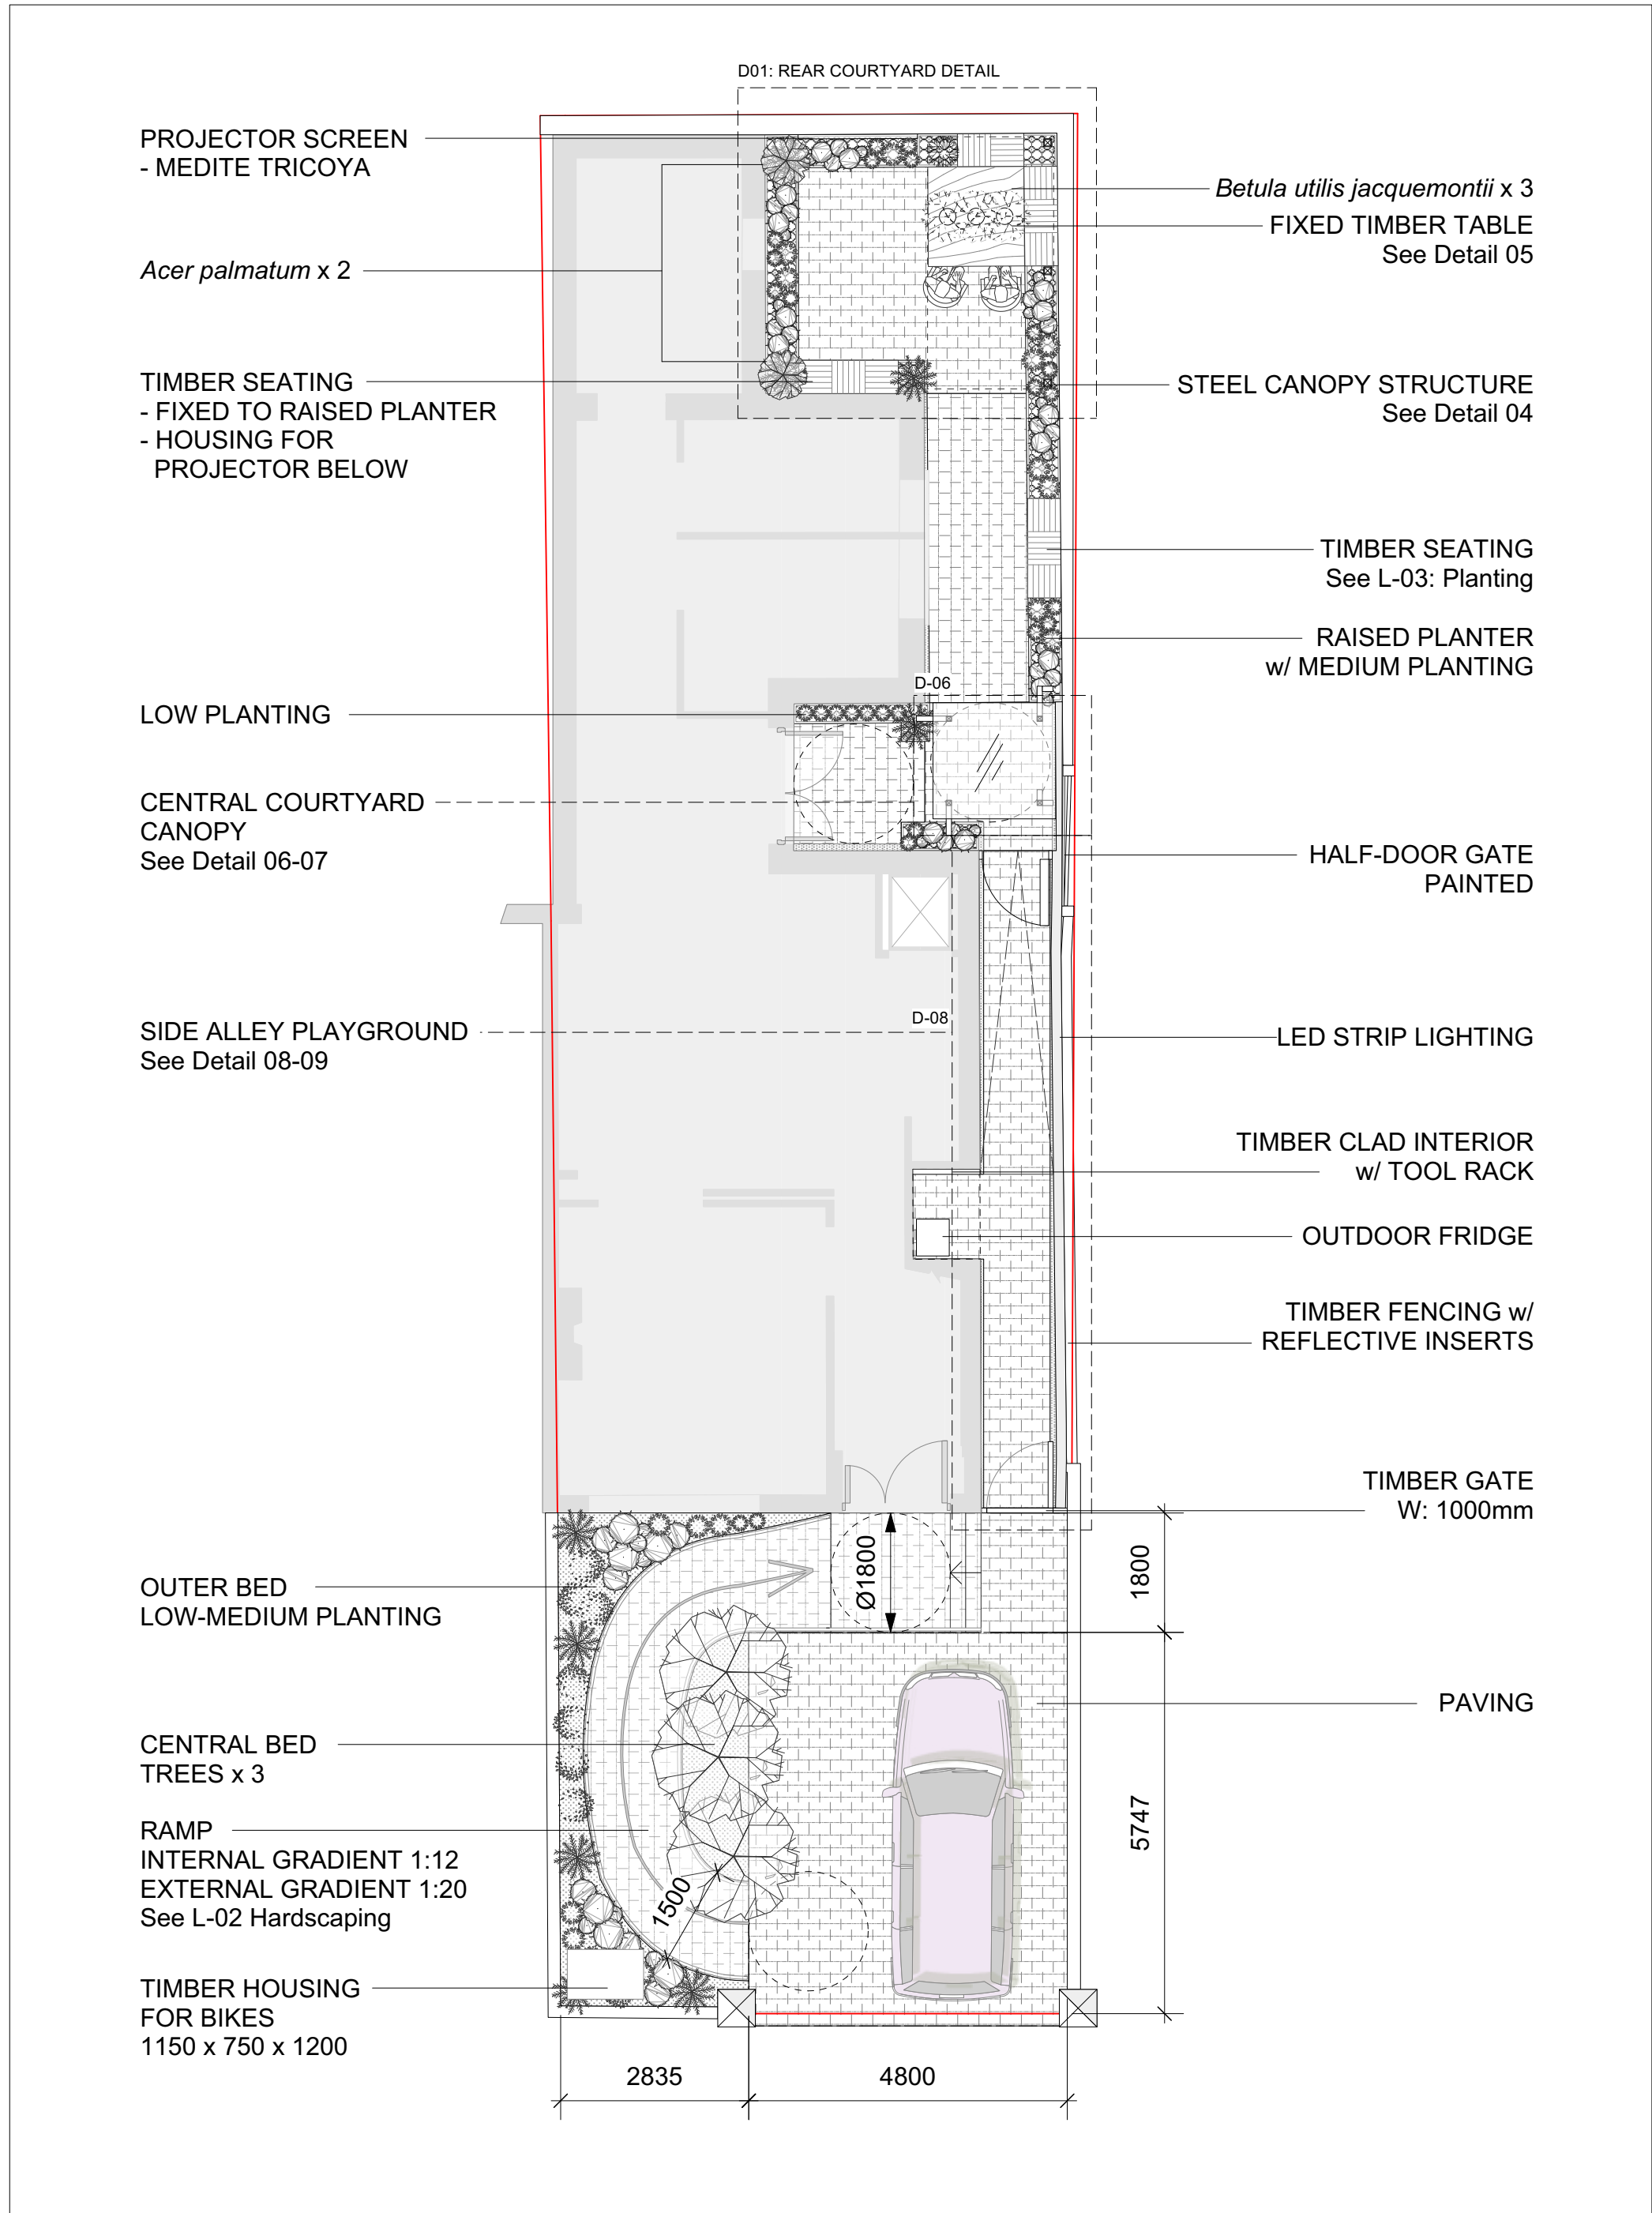 D01: REAR COURTYARD DETAIL
PROJECTOR SCREEN
- MEDITE TRICOYA
Acer palmatum x 2
TIMBER SEATING
- FIXED TO RAISED PLANTER
- HOUSING FOR
PROJECTOR BELOW
LOW PLANTING
CENTRAL COURTYARD
CANOPY
See Detail 06-07
SIDE ALLEY PLAYGROUND
See Detail 08-09
OUTER BED
LOW-MEDIUM PLANTING
CENTRAL BED
TREES x 3
RAMP
INTERNAL GRADIENT 1:12
EXTERNAL GRADIENT 1:20
See L-02 Hardscaping
TIMBER HOUSING
FOR BIKES
1150 x 750 x 1200
D-06
D-08
Ø1800
1500
2835
4800
1800
5747
Betula utilis jacquemontii x 3
FIXED TIMBER TABLE
See Detail 05
STEEL CANOPY STRUCTURE
See Detail 04
TIMBER SEATING
See L-03: Planting
RAISED PLANTER
w/ MEDIUM PLANTING
HALF-DOOR GATE
PAINTED
LED STRIP LIGHTING
TIMBER CLAD INTERIOR
w/ TOOL RACK
OUTDOOR FRIDGE
TIMBER FENCING w/
REFLECTIVE INSERTS
TIMBER GATE
W: 1000mm
PAVING